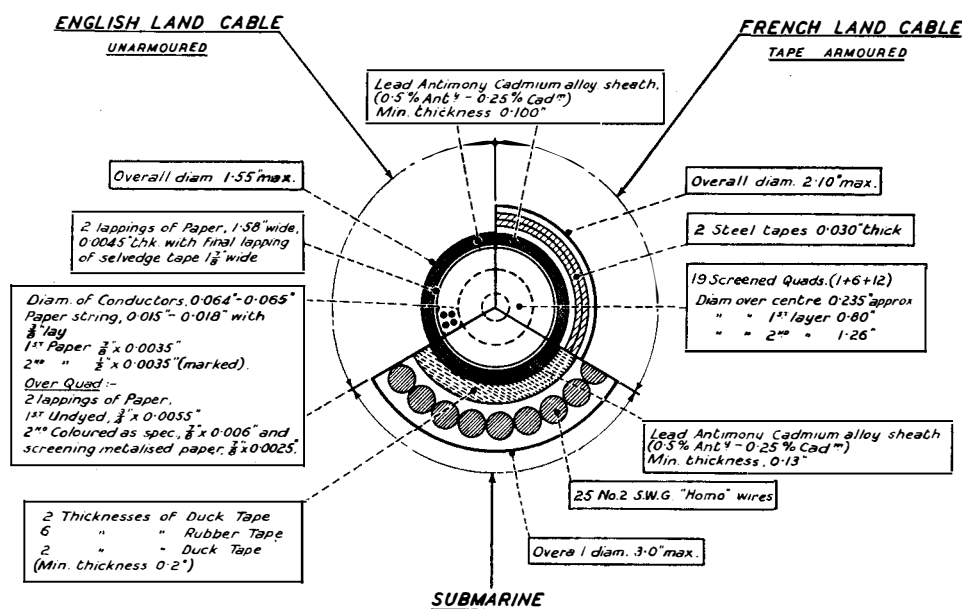 ENGLISH LAND CABLE
UNARMOURED
FRENCH LAND CABLE
TAPE ARMOURED
Lead Antimony Cadmium alloy sheath,
(0·5% Antʸ - 0·25% Cadᵐ)
Min. thickness 0·100"
Overall diam 1·55"max.
2 lappings of Paper, 1·58"wide,
0·0045"thk. with final lapping
of selvedge tape 1⅞" wide
Diam. of Conductors, 0·064"-0·065"
Paper string, 0·015"- 0·018" with
⅜"lay
1ˢᵀ Paper ⅞" x 0·0035"
2ᴺᴰ " ½" x 0·0035"(marked).
Over Quad :-
2 lappings of Paper.
1ˢᵀ Undyed, ¾" x 0·0055"
2ᴺᴰ Coloured as spec., ⅞" x 0·006" and
screening metalised paper, ⅞" x 0·0025".
2 Thicknesses of Duck Tape
6 " " Rubber Tape
2 " " Duck Tape
(Min. thickness 0·2")
Overall diam. 2·10"max.
2 Steel tapes 0·030"thick
19 Screened Quads.(1+6+12)
Diam over centre 0·235"approx
" " 1ˢᵀ layer 0·80"
" " 2ᴺᴰ " 1·26"
Lead Antimony Cadmium alloy sheath
(0·5% Antʸ - 0·25% Cadᵐ)
Min. thickness, 0·13"
25 No.2 S.W.G. "Homo" wires
Overa l diam. 3·0"max.
SUBMARINE